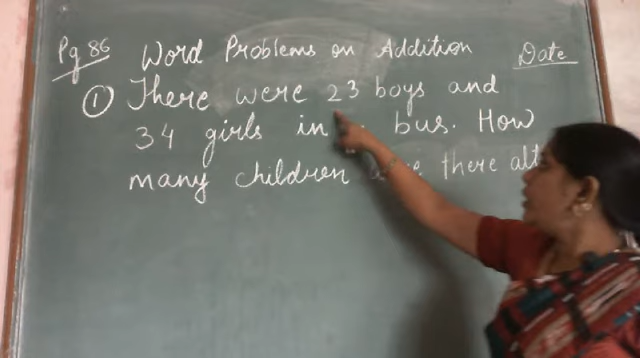 Pg 86 Word Problems on Addition Date
1 There were 23 boys and
34 girls in bus. How
many children there